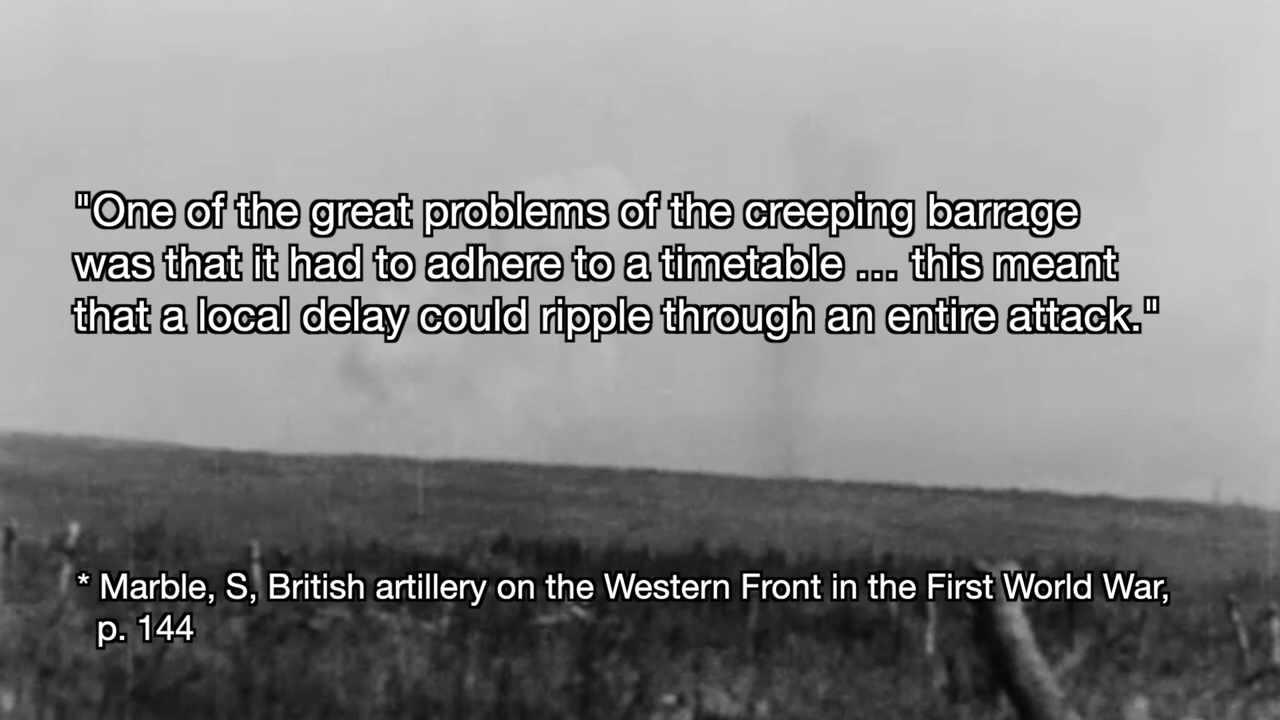 "One of the great problems of the creeping barrage
was that it had to adhere to a timetable ... this meant
that a local delay could ripple through an entire attack."
* Marble, S, British artillery on the Western Front in the First World War,
p. 144